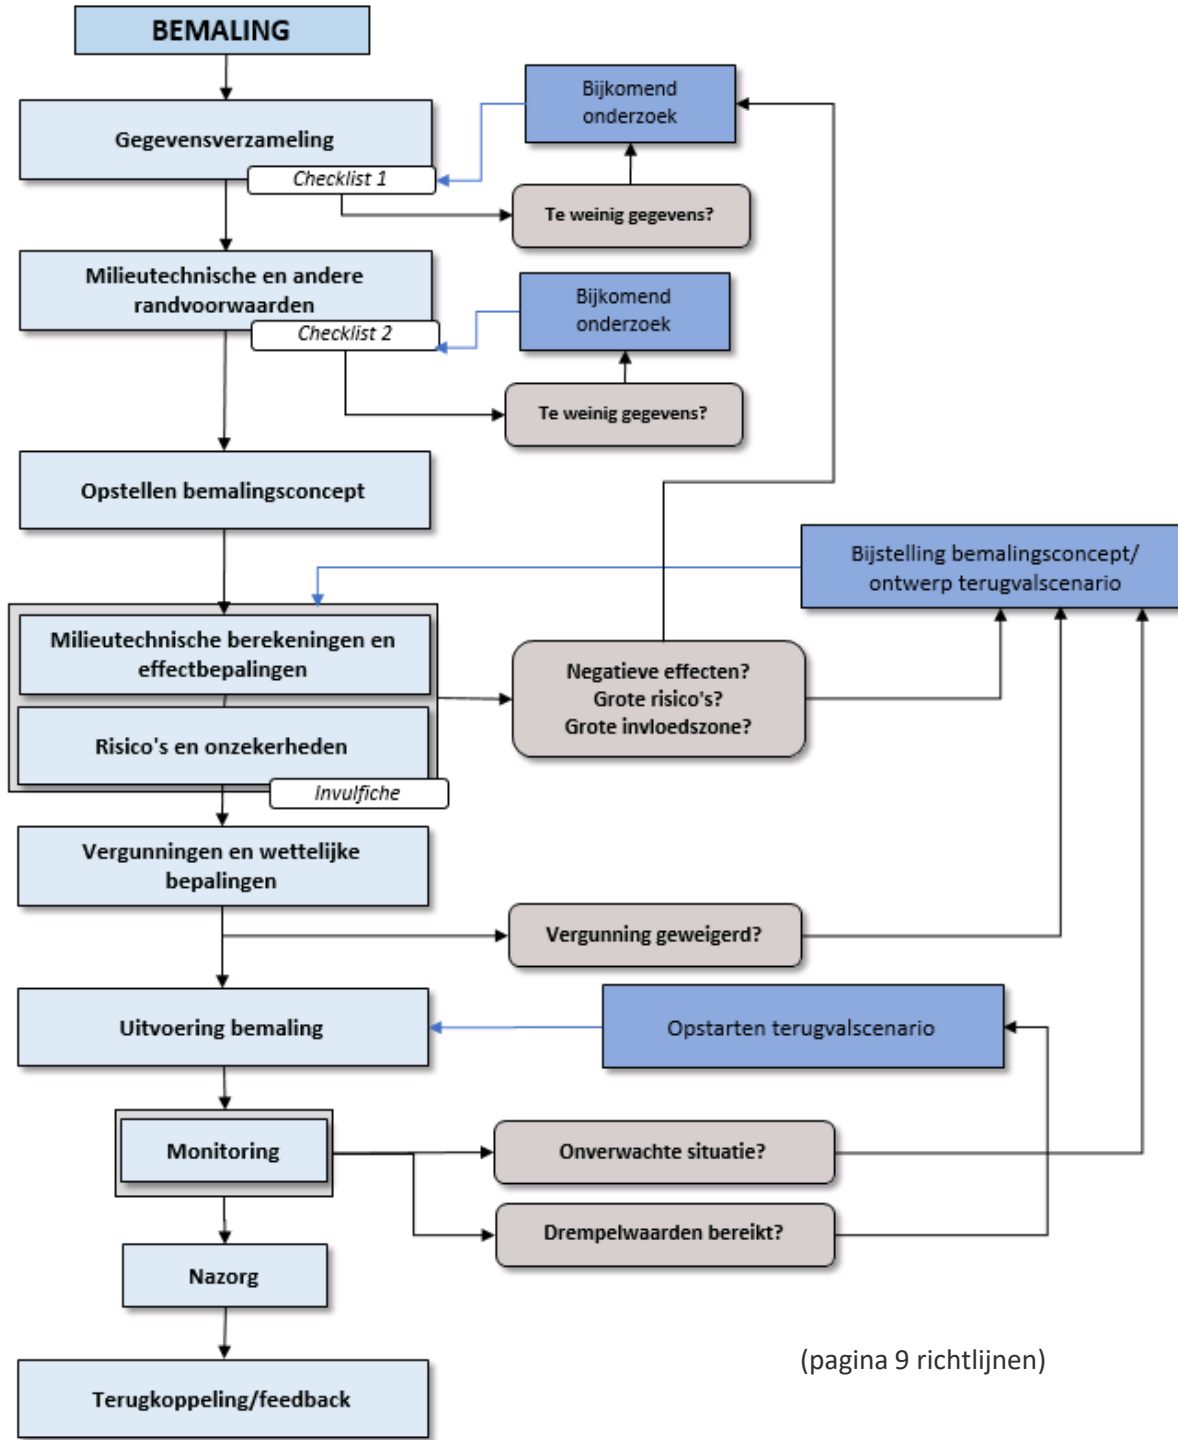 BEMALING
Bijkomend
onderzoek
Gegevensverzameling
Checklist 1
Te weinig gegevens?
Milieutechnische en andere
randvoorwaarden
Bijkomend
onderzoek
Checklist 2
Te weinig gegevens?
Opstellen bemalingsconcept
Bijstelling bemalingsconcept/
ontwerp terugvalscenario
Milieutechnische berekeningen en
effectbepalingen
Negatieve effecten?
Grote risico's?
Grote invloedszone?
Risico's en onzekerheden
Invulfiche
Vergunningen en wettelijke
bepalingen
Vergunning geweigerd?
Uitvoering bemaling
Opstarten terugvalscenario
Monitoring
Onverwachte situatie?
Drempelwaarden bereikt?
Nazorg
(pagina 9 richtlijnen)
Terugkoppeling/feedback